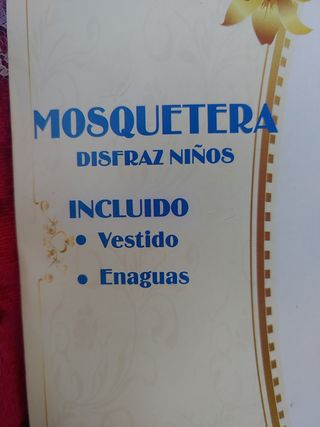 MOSQUETERA
DISFRAZ NIÑOS
INCLUIDO
• Vestido
• Enaguas